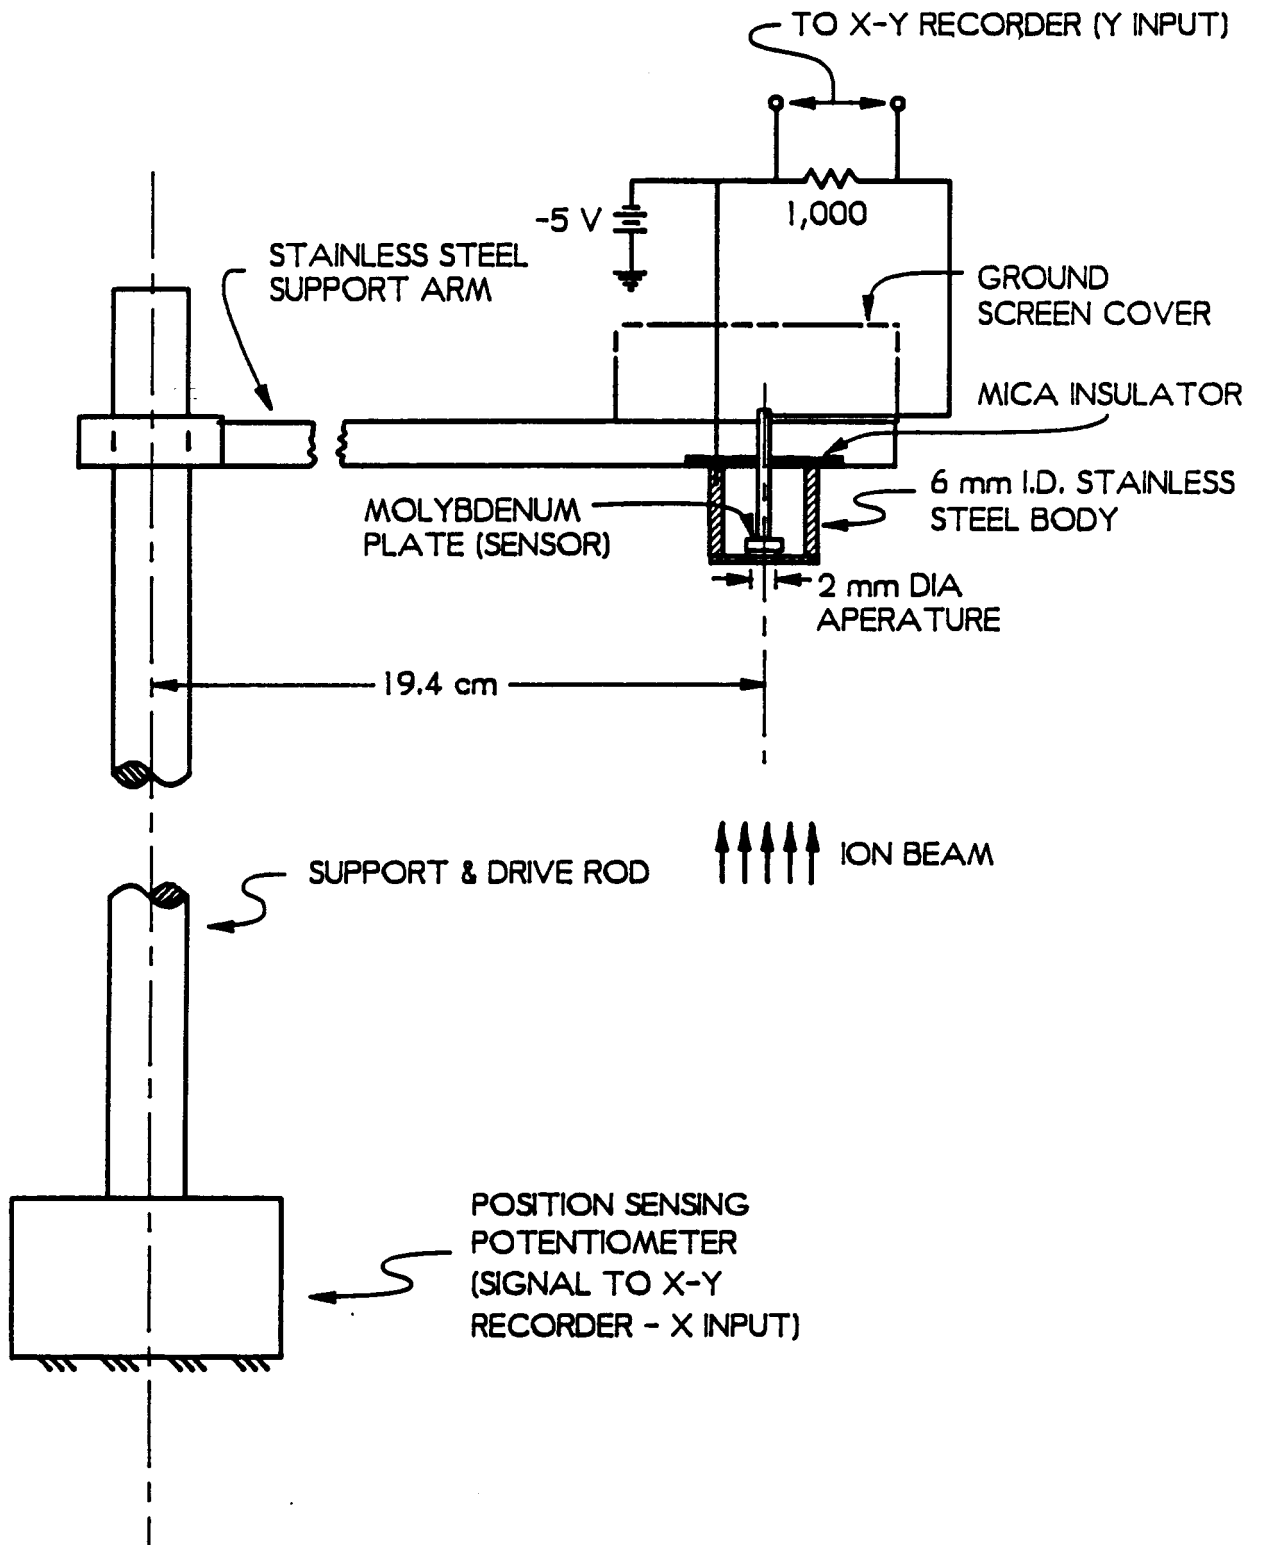 TO X-Y RECORDER (Y INPUT)
-5 V
1,000
STAINLESS STEEL
SUPPORT ARM
GROUND
SCREEN COVER
MICA INSULATOR
6 mm I.D. STAINLESS
STEEL BODY
MOLYBDENUM
PLATE (SENSOR)
2 mm DIA
APERATURE
19.4 cm
ION BEAM
SUPPORT & DRIVE ROD
POSITION SENSING
POTENTIOMETER
(SIGNAL TO X-Y
RECORDER - X INPUT)